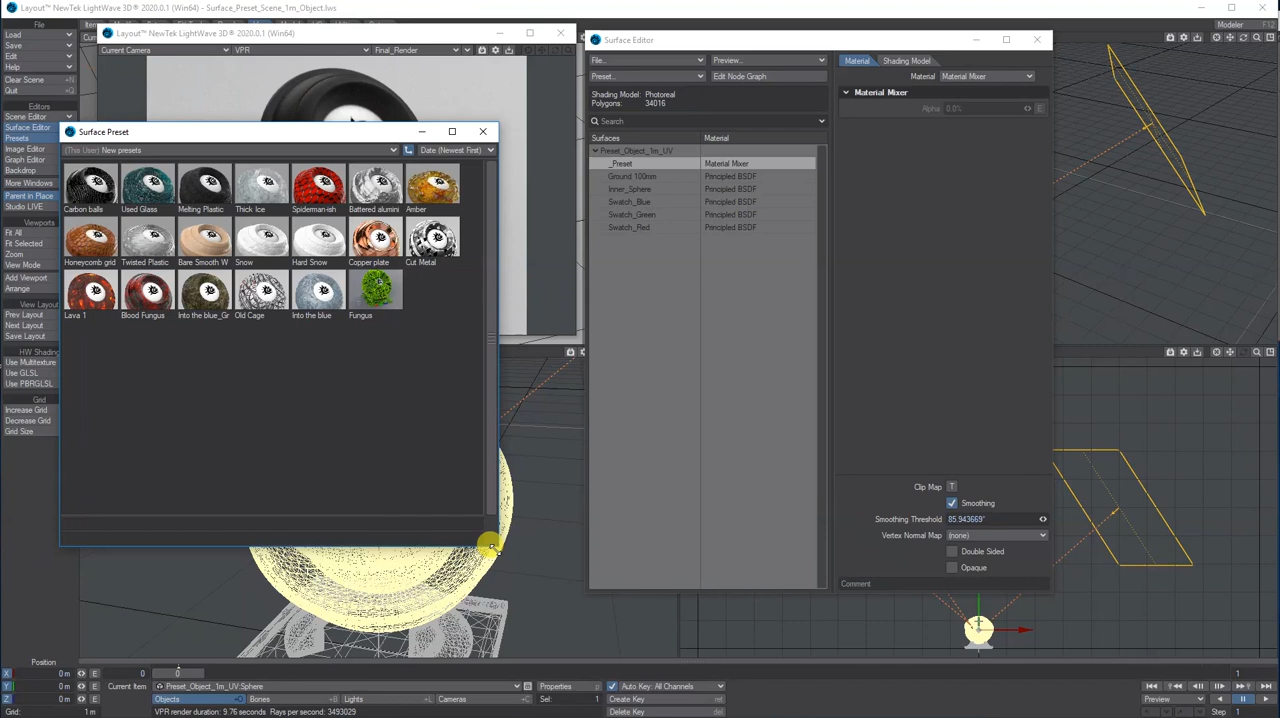 Layout™ NewTek LightWave 3D® 2020.0.1 (Win64) - Surface_Preset_Scene_1m_Object.lws
File
Load
Save
Edit
Help
Clear Scene +N
Quit +Q
Editors
Scene Editor
Surface Editor
Presets
Image Editor
Graph Editor
Backdrop
More Windows
Parent in Place
Studio LIVE
Viewports
Fit All
Fit Selected
Zoom
View Mode
Add Viewport
Arrange
View Layout
Prev Layout
Next Layout
Save Layout
HW Shading
Use Multitexture
Use GLSL
Use PBRGLSL
Grid
Increase Grid
Decrease Grid
Grid Size
Modeler F12
Layout™ NewTek LightWave 3D® 2020.0.1 (Win64)
Current Camera VPR Final_Render
Surface Preset
(This User) New presets Date (Newest First)
Carbon balls Used Glass Melting Plastic Thick Ice Spiderman-ish Battered alumini Amber
Honeycomb grid Twisted Plastic Bare Smooth W Snow Hard Snow Copper plate Cut Metal
Lava 1 Blood Fungus Into the blue_Gr Old Cage Into the blue Fungus
Surface Editor
File... Preview...
Preset... Edit Node Graph
Shading Model: Photoreal
Polygons: 34016
Search
Surfaces Material
Preset_Object_1m_UV
_Preset Material Mixer
Ground 100mm Principled BSDF
Inner_Sphere Principled BSDF
Swatch_Blue Principled BSDF
Swatch_Green Principled BSDF
Swatch_Red Principled BSDF
Material Shading Model
Material Material Mixer
Material Mixer
Alpha 0.0% E
Clip Map T
Smoothing
Smoothing Threshold 85.943669°
Vertex Normal Map (none)
Double Sided
Opaque
Comment
Position
X 0 m E
Y 0 m E
Z 0 m E
Grid: 1 m
0 0 1
Current Item Preset_Object_1m_UV:Sphere Properties p Auto Key: All Channels
Objects Bones +B Lights +L Cameras +C Sel: 1 Create Key
VPR render duration: 9.76 seconds Rays per second: 3493029 Delete Key
Preview Step 1